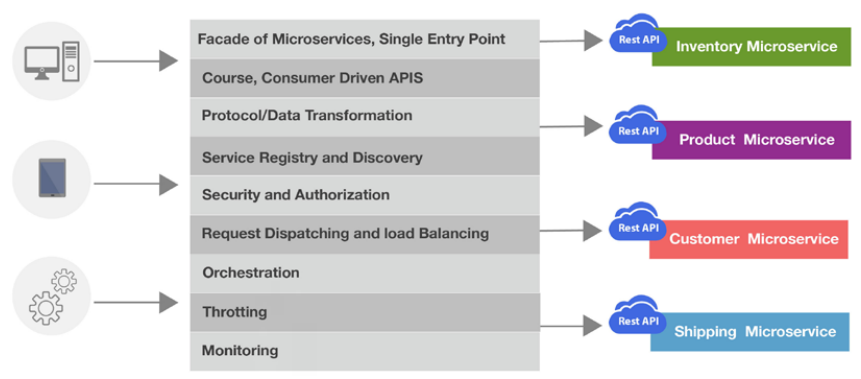 Facade of Microservices, Single Entry Point
Course, Consumer Driven APIS
Protocol/Data Transformation
Service Registry and Discovery
Security and Authorization
Request Dispatching and load Balancing
Orchestration
Throtting
Monitoring
Rest API
Inventory Microservice
Rest API
Product Microservice
Rest API
Customer Microservice
Rest API
Shipping Microservice